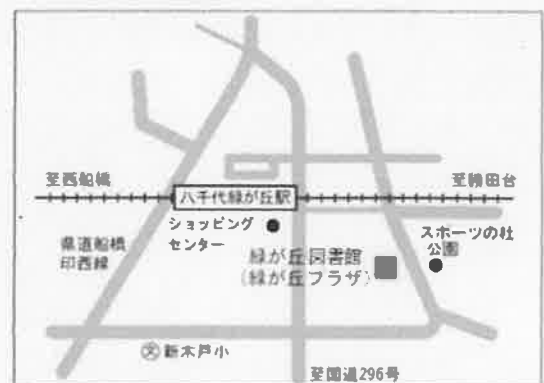 至西船橋
八千代緑が丘駅
至勝田台
ショッピング
センター
県道船橋
印西線
スポーツの杜
公園
緑が丘図書館
(緑が丘プラザ)
文 新木戸小
至国道296号